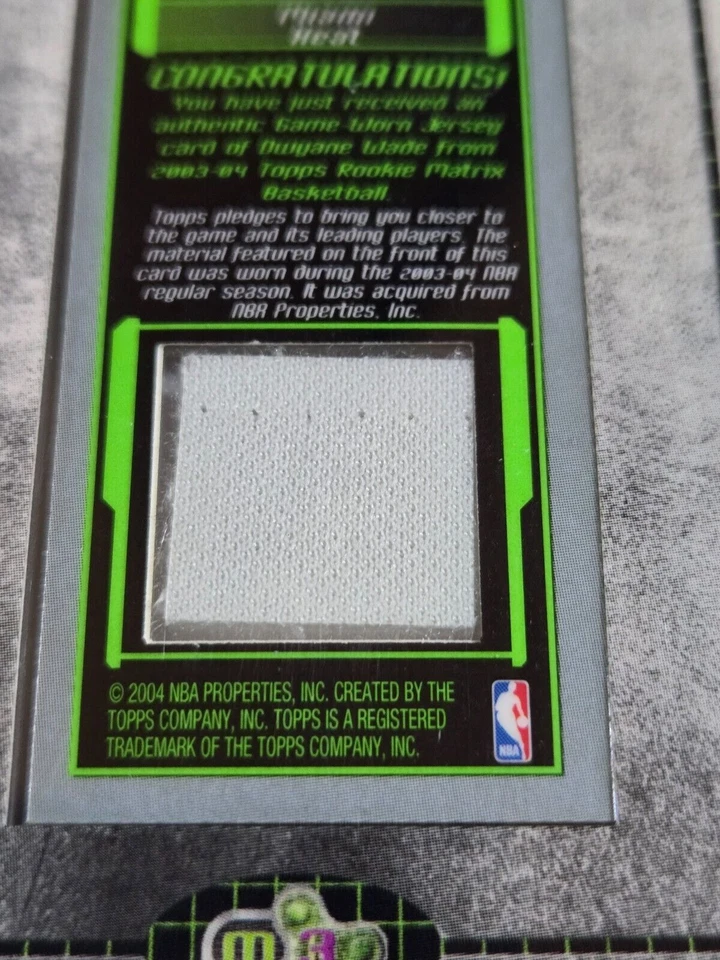 Miami
Heat
CONGRATULATIONS!
You have just received an
authentic Game-Worn Jersey
card of Dwyane Wade from
2003-04 Topps Rookie Matrix
Basketball.
Topps pledges to bring you closer to
the game and its leading players. The
material featured on the front of this
card was worn during the 2003-04 NBA
regular season. It was acquired from
NBA Properties, Inc.
© 2004 NBA PROPERTIES, INC. CREATED BY THE
TOPPS COMPANY, INC. TOPPS IS A REGISTERED
TRADEMARK OF THE TOPPS COMPANY, INC.
NBA